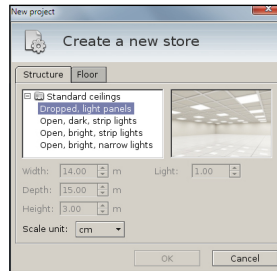 New project
Create a new store
Structure Floor
Standard ceilings
Dropped, light panels
Open, dark, strip lights
Open, bright, strip lights
Open, bright, narrow lights
Width: 14.00 m Light: 1.00
Depth: 15.00 m
Height: 3.00 m
Scale unit: cm
OK Cancel